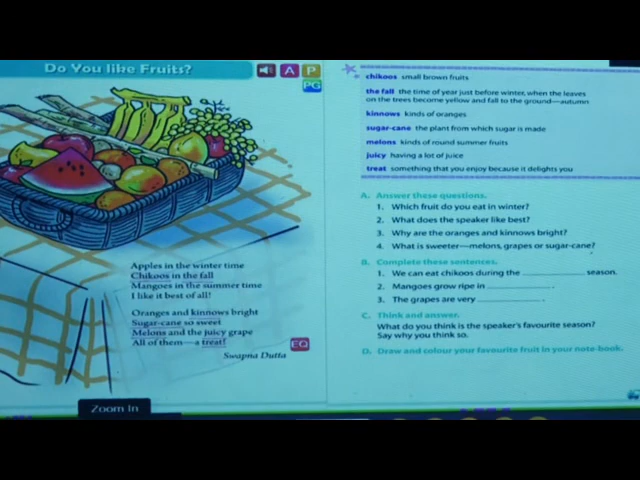 Do You like Fruits?
A
P
PG
Apples in the winter time
Chikoos in the fall
Mangoes in the summer time
I like it best of all!
Oranges and kinnows bright
Sugar-cane so sweet
Melons and the juicy grape
All of them—a treat!
EQ
Swapna Dutta
Zoom In
chikoos small brown fruits
the fall the time of year just before winter, when the leaves
on the trees become yellow and fall to the ground—autumn
kinnows kinds of oranges
sugar-cane the plant from which sugar is made
melons kinds of round summer fruits
juicy having a lot of juice
treat something that you enjoy because it delights you
A. Answer these questions.
1. Which fruit do you eat in winter?
2. What does the speaker like best?
3. Why are the oranges and kinnows bright?
4. What is sweeter—melons, grapes or sugar-cane?
B. Complete these sentences.
1. We can eat chikoos during the ____________ season.
2. Mangoes grow ripe in ____________ .
3. The grapes are very ____________ .
C. Think and answer.
What do you think is the speaker's favourite season?
Say why you think so.
D. Draw and colour your favourite fruit in your note-book.